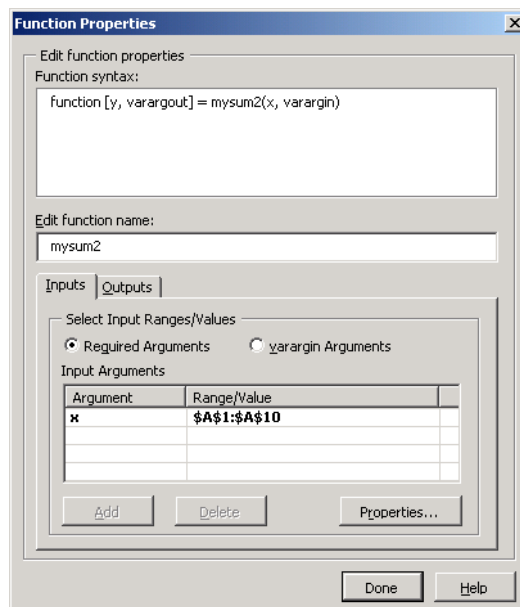 Function Properties
Edit function properties
Function syntax:
function [y, varargout] = mysum2(x, varargin)
Edit function name:
mysum2
Inputs Outputs
Select Input Ranges/Values
Required Arguments varargin Arguments
Input Arguments
Argument Range/Value
x $A$1:$A$10
Add Delete Properties...
Done Help